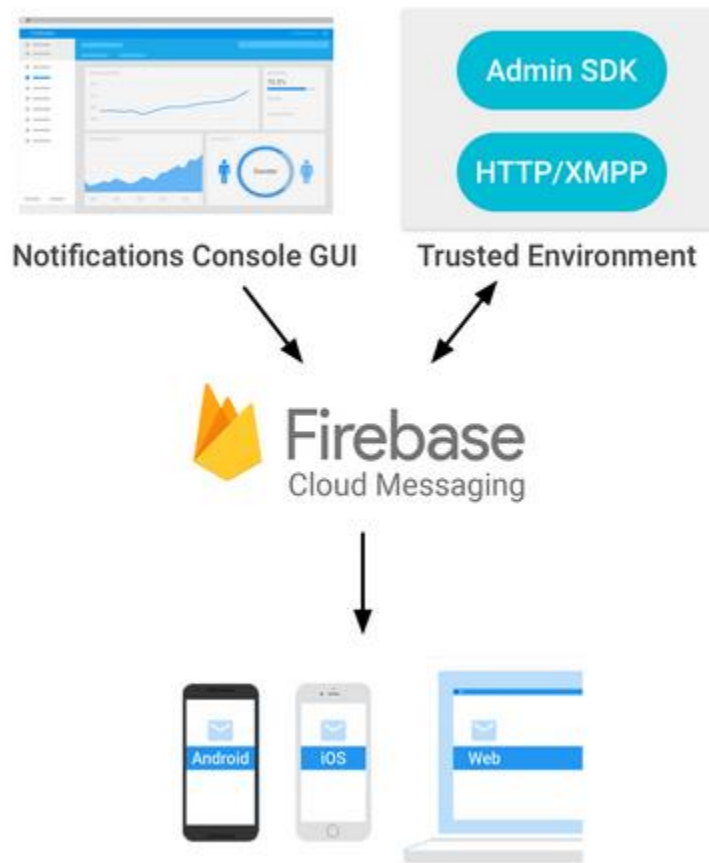 Admin SDK
HTTP/XMPP
Notifications Console GUI
Trusted Environment
Firebase
Cloud Messaging
Android
iOS
Web